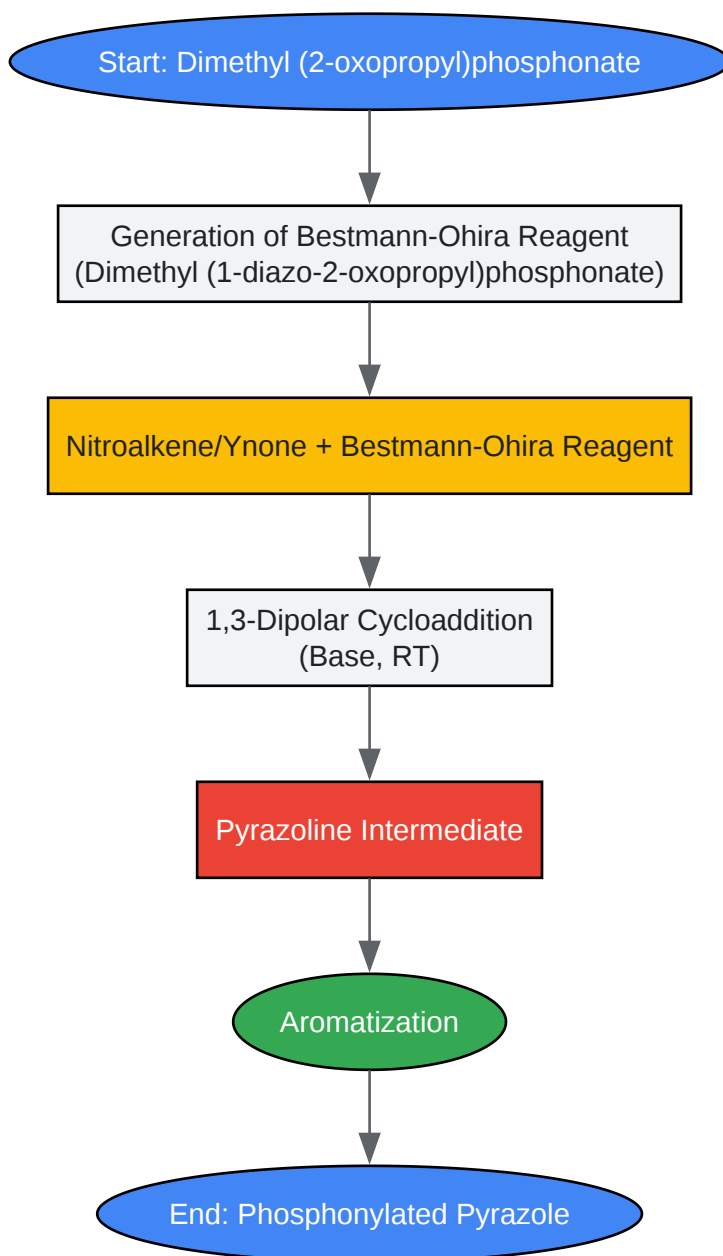 Start: Dimethyl (2-oxopropyl)phosphonate
Generation of Bestmann-Ohira Reagent
(Dimethyl (1-diazo-2-oxopropyl)phosphonate)
Nitroalkene/Ynone + Bestmann-Ohira Reagent
1,3-Dipolar Cycloaddition
(Base, RT)
Pyrazoline Intermediate
Aromatization
End: Phosphonylated Pyrazole